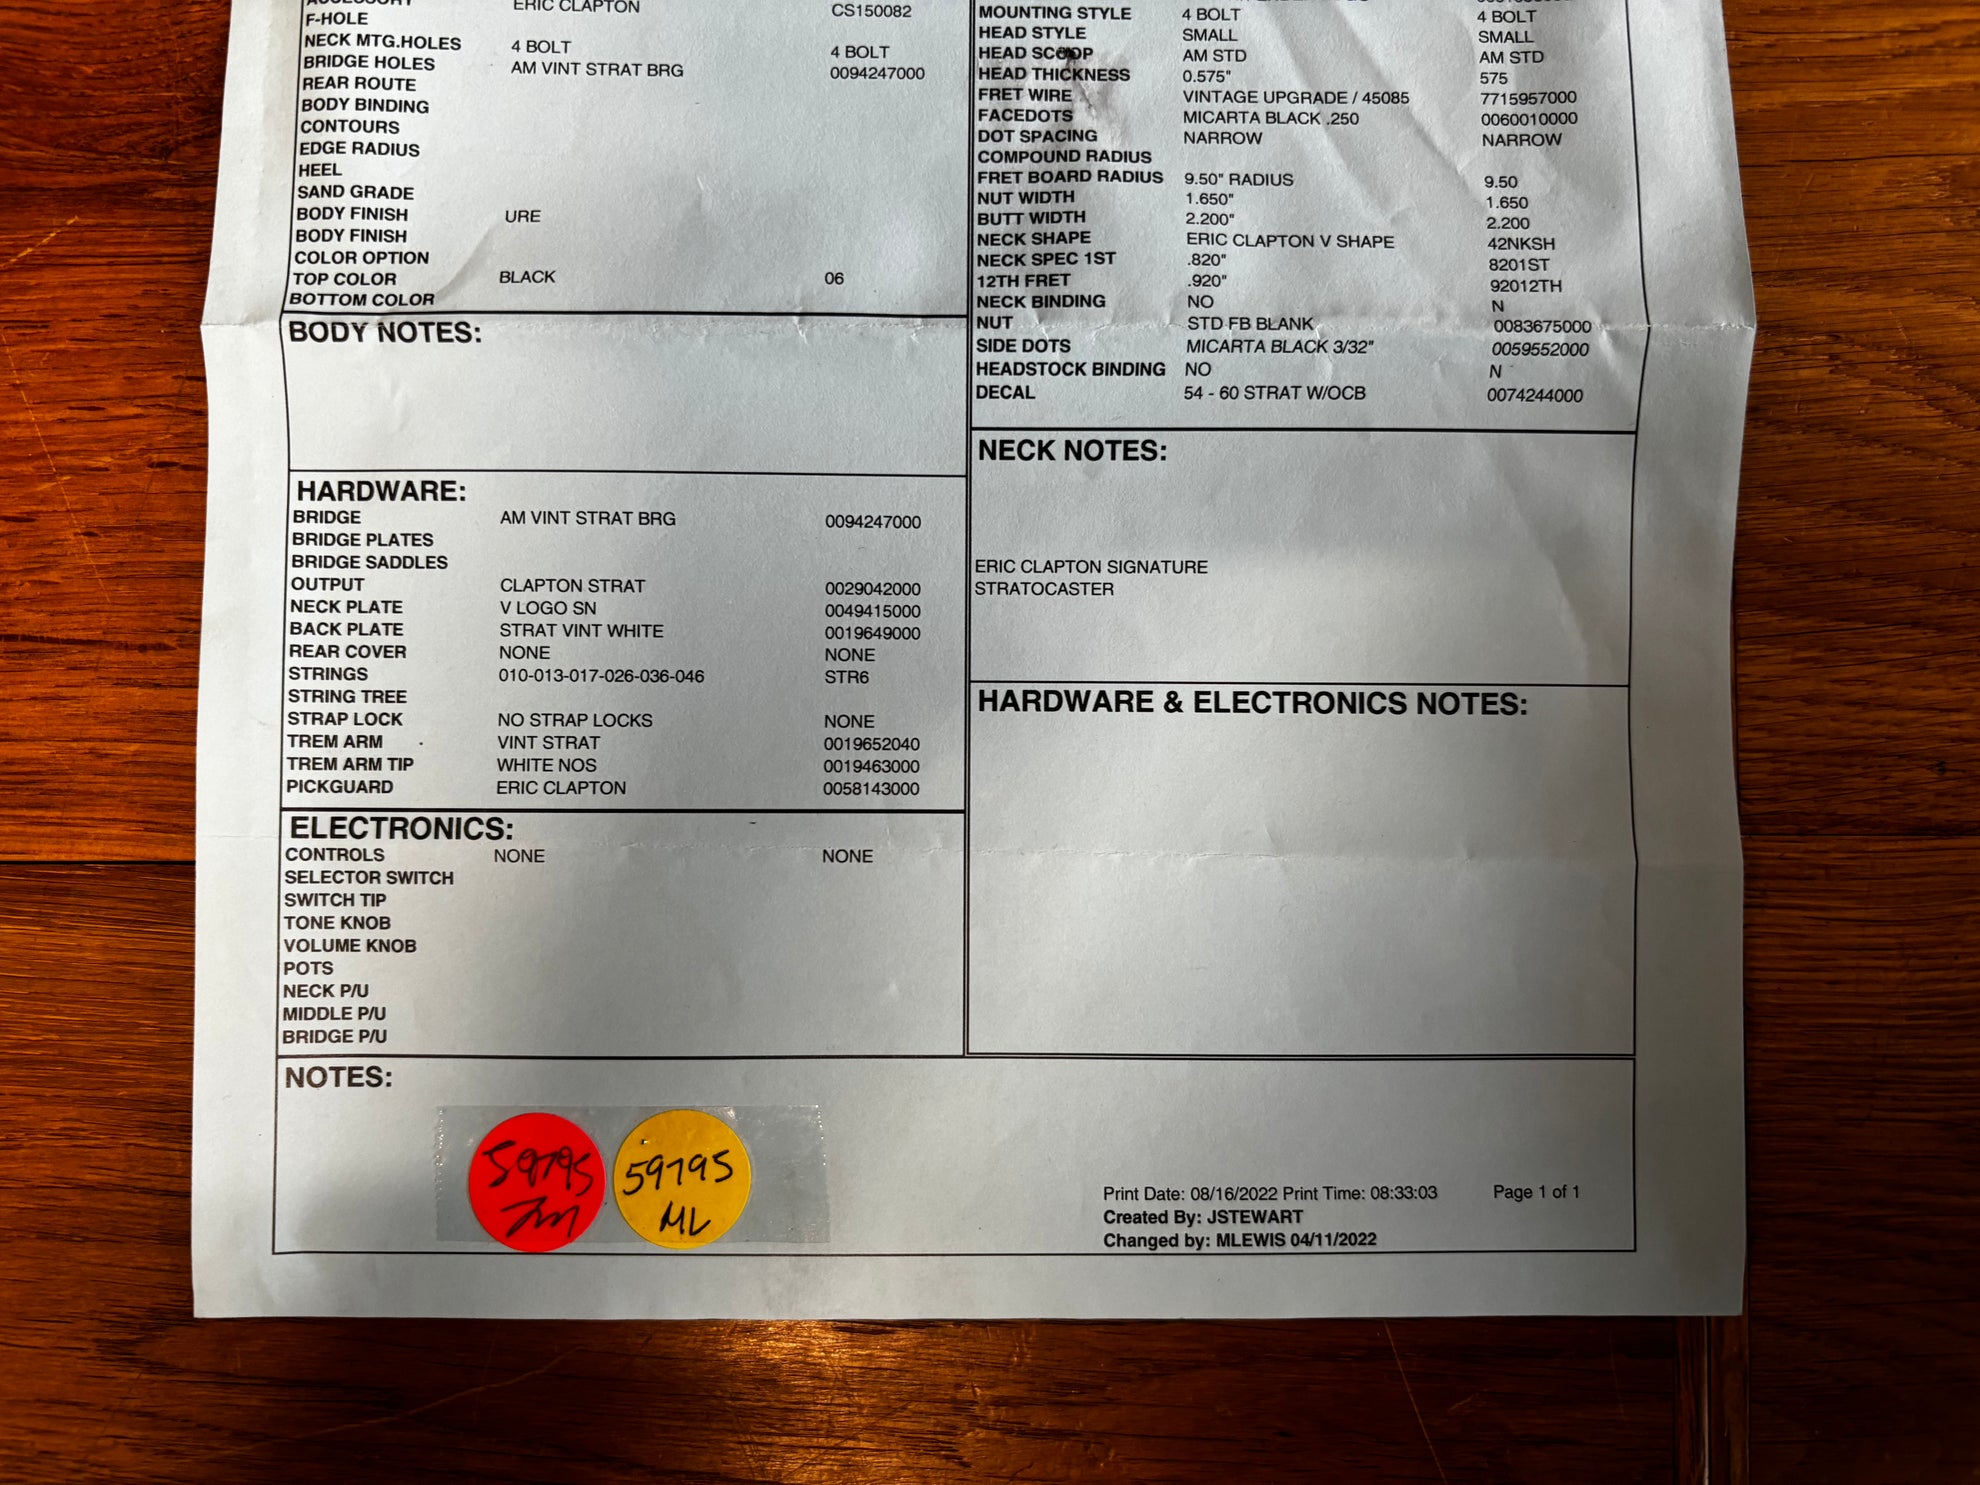 ERIC CLAPTON CS150082
F-HOLE
NECK MTG.HOLES 4 BOLT 4 BOLT
BRIDGE HOLES AM VINT STRAT BRG 0094247000
REAR ROUTE
BODY BINDING
CONTOURS
EDGE RADIUS
HEEL
SAND GRADE
BODY FINISH URE
BODY FINISH
COLOR OPTION
TOP COLOR BLACK 06
BOTTOM COLOR
BODY NOTES:
HARDWARE:
BRIDGE AM VINT STRAT BRG 0094247000
BRIDGE PLATES
BRIDGE SADDLES
OUTPUT CLAPTON STRAT 0029042000
NECK PLATE V LOGO SN 0049415000
BACK PLATE STRAT VINT WHITE 0019649000
REAR COVER NONE NONE
STRINGS 010-013-017-026-036-046 STR6
STRING TREE
STRAP LOCK NO STRAP LOCKS NONE
TREM ARM VINT STRAT 0019652040
TREM ARM TIP WHITE NOS 0019463000
PICKGUARD ERIC CLAPTON 0058143000
ELECTRONICS:
CONTROLS NONE NONE
SELECTOR SWITCH
SWITCH TIP
TONE KNOB
VOLUME KNOB
POTS
NECK P/U
MIDDLE P/U
BRIDGE P/U
MOUNTING STYLE 4 BOLT 4 BOLT
HEAD STYLE SMALL SMALL
HEAD SCOOP AM STD AM STD
HEAD THICKNESS 0.575" 575
FRET WIRE VINTAGE UPGRADE / 45085 7715957000
FACEDOTS MICARTA BLACK .250 0060010000
DOT SPACING NARROW NARROW
COMPOUND RADIUS
FRET BOARD RADIUS 9.50" RADIUS 9.50
NUT WIDTH 1.650" 1.650
BUTT WIDTH 2.200" 2.200
NECK SHAPE ERIC CLAPTON V SHAPE 42NKSH
NECK SPEC 1ST .820" 8201ST
12TH FRET .920" 92012TH
NECK BINDING NO N
NUT STD FB BLANK 0083675000
SIDE DOTS MICARTA BLACK 3/32" 0059552000
HEADSTOCK BINDING NO N
DECAL 54 - 60 STRAT W/OCB 0074244000
NECK NOTES:
ERIC CLAPTON SIGNATURE
STRATOCASTER
HARDWARE & ELECTRONICS NOTES:
NOTES:
59795
59795
ML
Print Date: 08/16/2022 Print Time: 08:33:03 Page 1 of 1
Created By: JSTEWART
Changed by: MLEWIS 04/11/2022